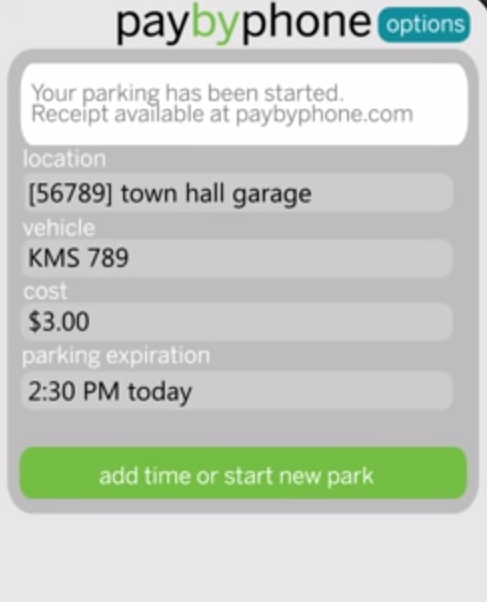 paybyphone options
Your parking has been started.
Receipt available at paybyphone.com
location
[56789] town hall garage
vehicle
KMS 789
cost
$3.00
parking expiration
2:30 PM today
add time or start new park